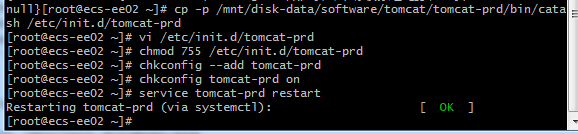 null}[root@ecs-ee02 ~]# cp -p /mnt/disk-data/software/tomcat/tomcat-prd/bin/cata
sh /etc/init.d/tomcat-prd
[root@ecs-ee02 ~]# vi /etc/init.d/tomcat-prd
[root@ecs-ee02 ~]# chmod 755 /etc/init.d/tomcat-prd
[root@ecs-ee02 ~]# chkconfig --add tomcat-prd
[root@ecs-ee02 ~]# chkconfig tomcat-prd on
[root@ecs-ee02 ~]# service tomcat-prd restart
Restarting tomcat-prd (via systemctl): [ OK ]
[root@ecs-ee02 ~]#